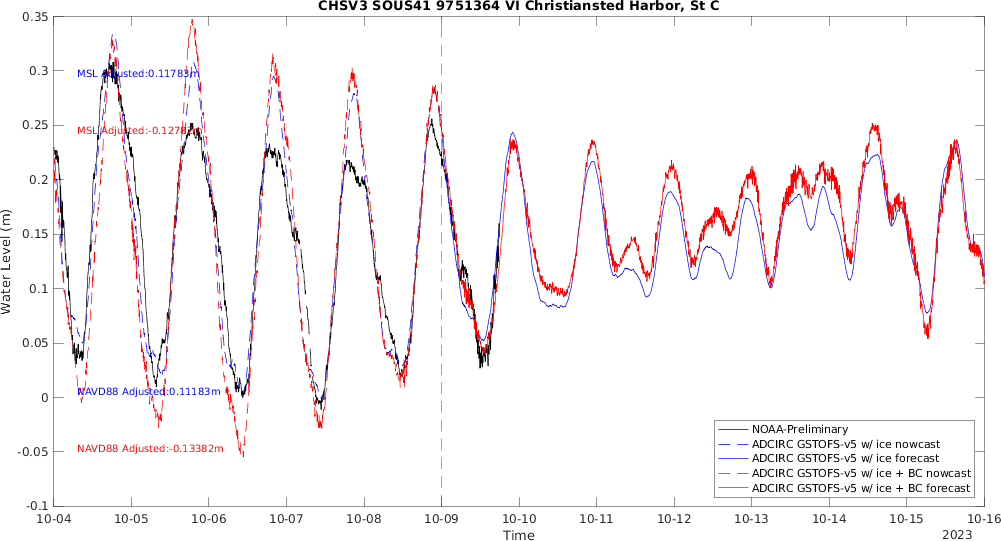 CHSV3 SOUS41 9751364 VI Christiansted Harbor, St C
0.35
0.3
0.25
0.2
0.15
0.1
0.05
0
-0.05
-0.1
Water Level (m)
MSL Adjusted:0.11783m
MSL Adjusted:-0.1278
NAVD88 Adjusted:0.11183m
NAVD88 Adjusted:-0.13382m
NOAA-Preliminary
ADCIRC GSTOFS-v5 w/ ice nowcast
ADCIRC GSTOFS-v5 w/ ice forecast
ADCIRC GSTOFS-v5 w/ ice + BC nowcast
ADCIRC GSTOFS-v5 w/ ice + BC forecast
10-04 10-05 10-06 10-07 10-08 10-09 10-10 10-11 10-12 10-13 10-14 10-15 10-16
Time
2023